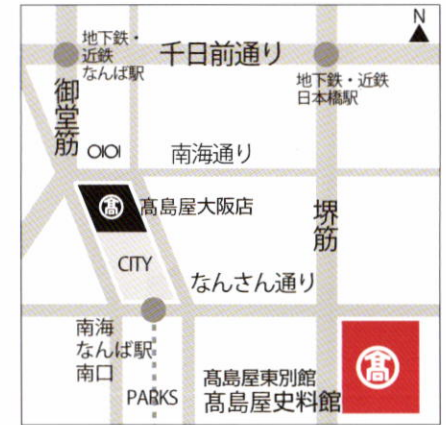 N
地下鉄・
近鉄
なんば駅
千日前通り
地下鉄・近鉄
日本橋駅
御堂筋
OIOI
南海通り
髙
髙島屋大阪店
堺筋
CITY
なんさん通り
南海
なんば駅
南口
PARKS
髙島屋東別館
髙島屋史料館
髙